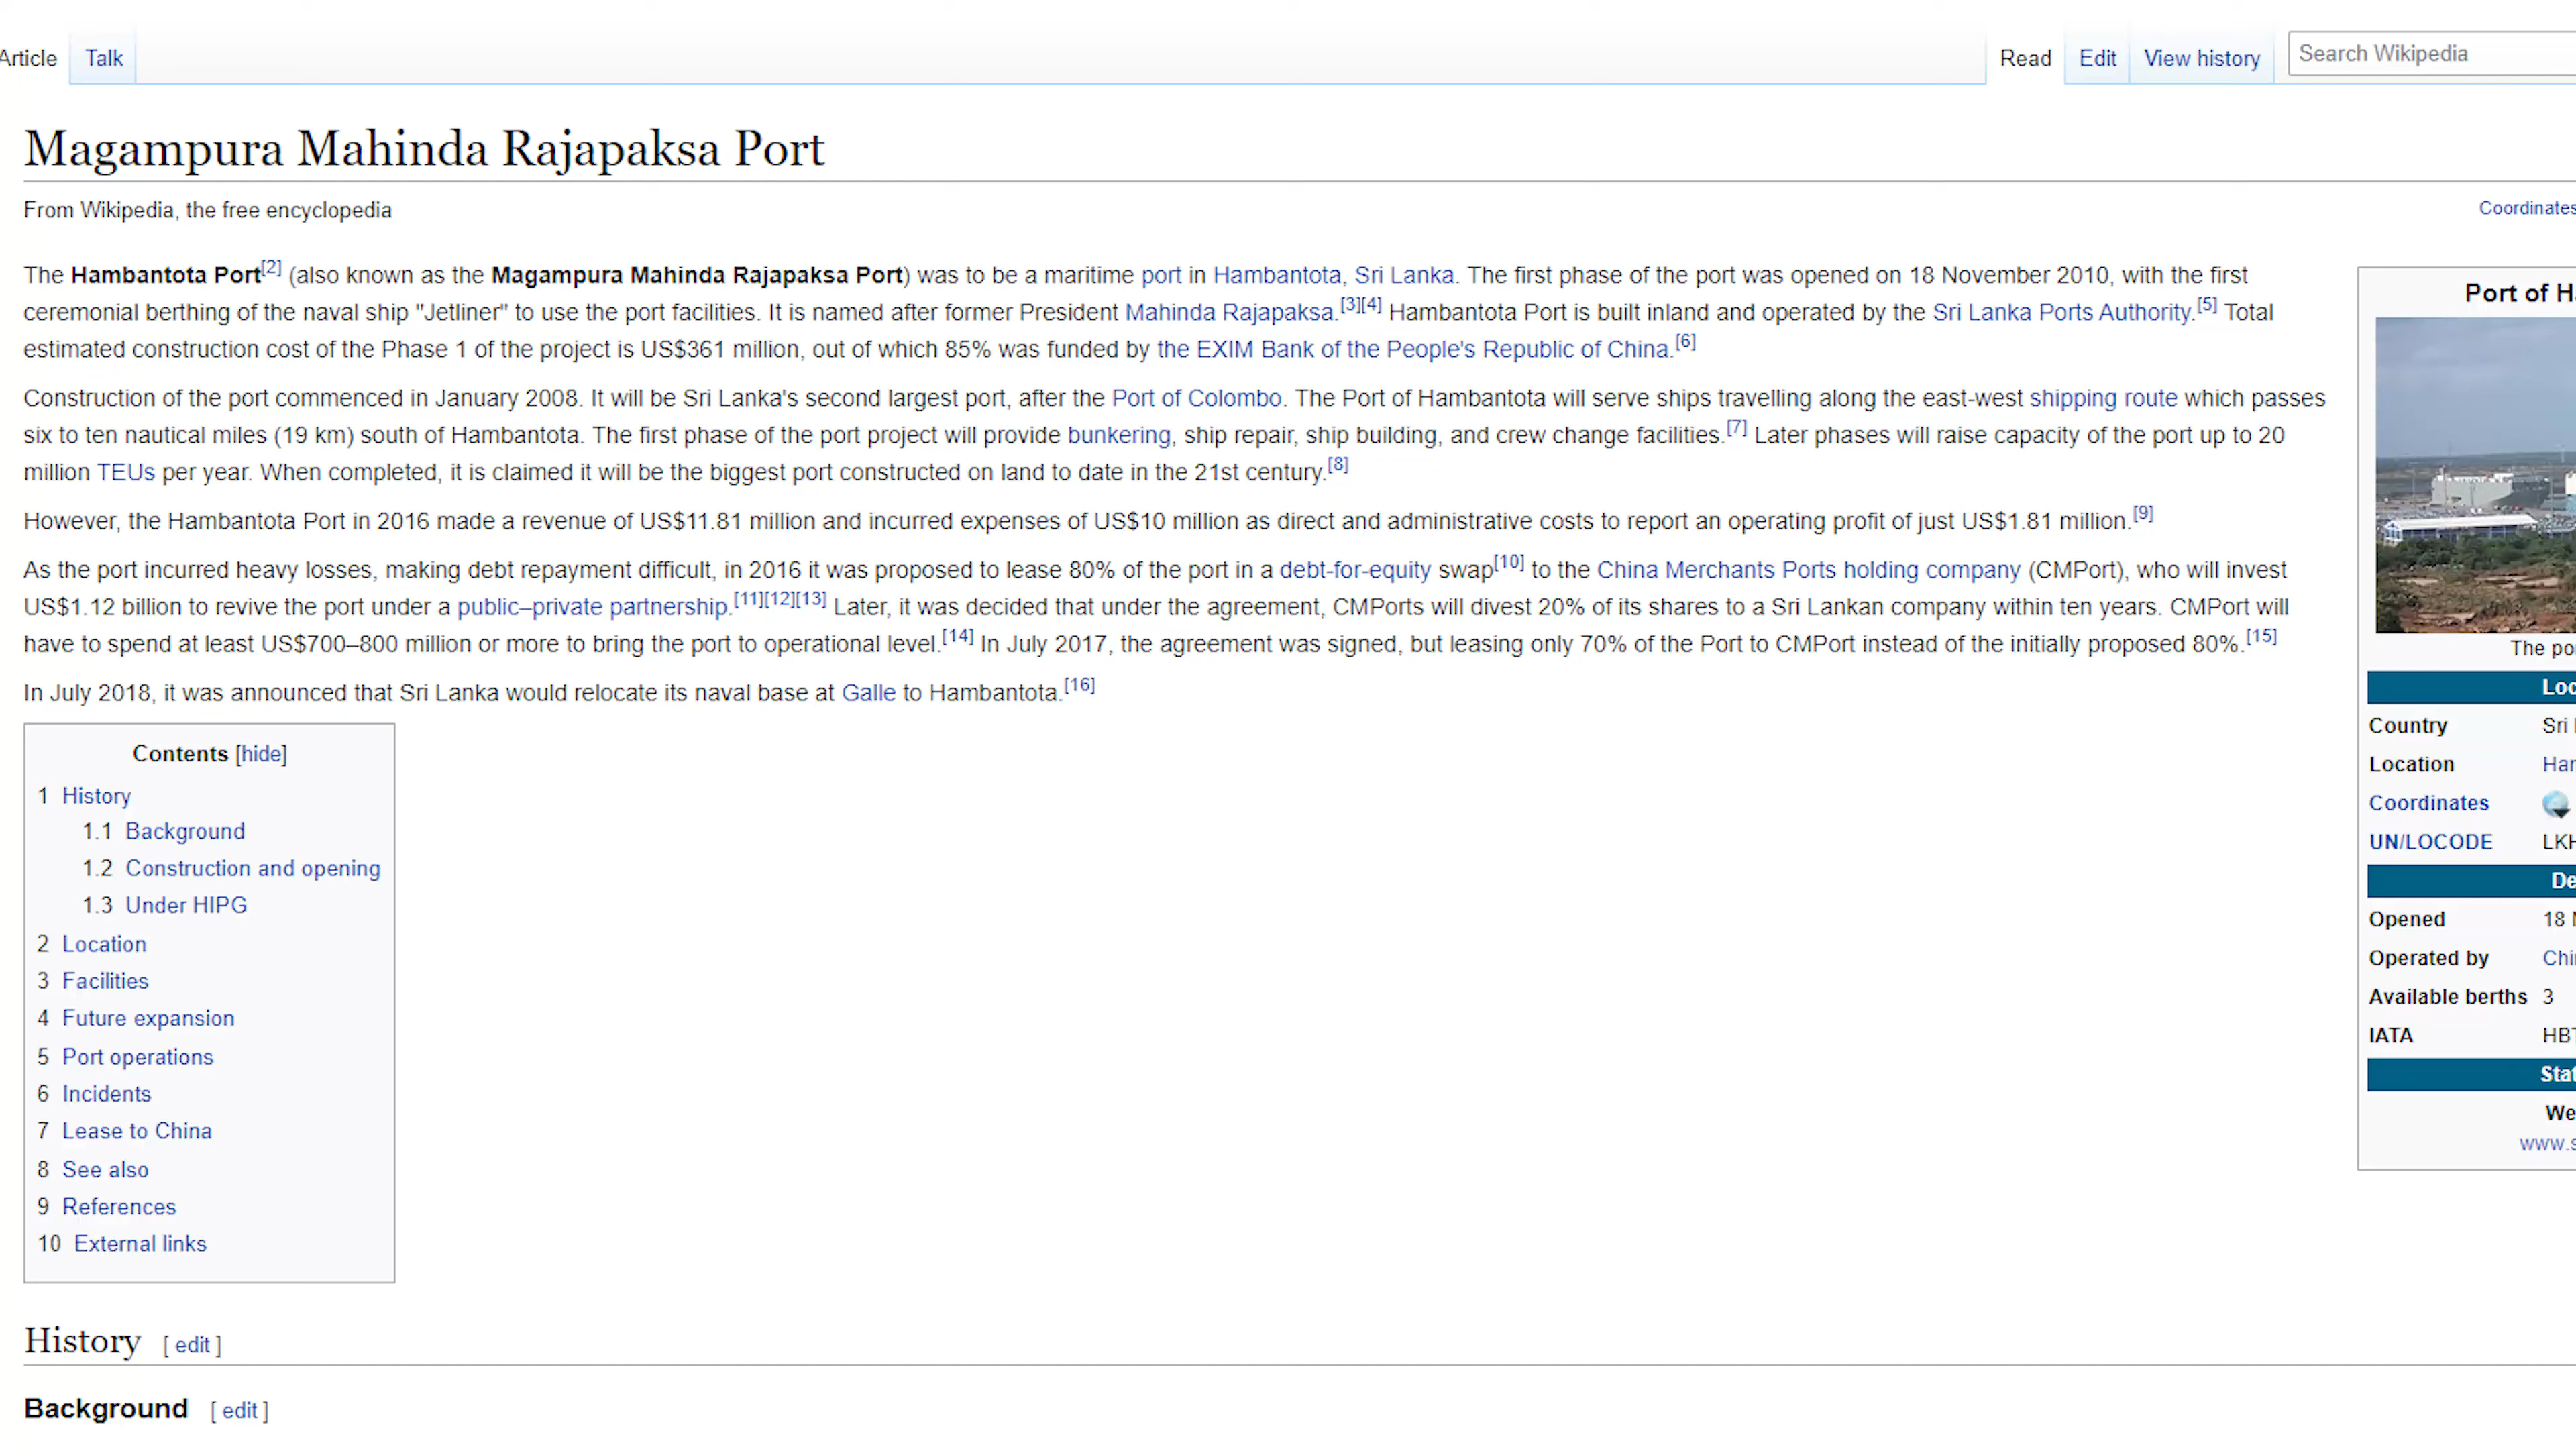 Article Talk Read Edit View history Search Wikipedia
Magampura Mahinda Rajapaksa Port
From Wikipedia, the free encyclopedia
Coordinates
The Hambantota Port[2] (also known as the Magampura Mahinda Rajapaksa Port) was to be a maritime port in Hambantota, Sri Lanka. The first phase of the port was opened on 18 November 2010, with the first
ceremonial berthing of the naval ship "Jetliner" to use the port facilities. It is named after former President Mahinda Rajapaksa.[3][4] Hambantota Port is built inland and operated by the Sri Lanka Ports Authority.[5] Total
estimated construction cost of the Phase 1 of the project is US$361 million, out of which 85% was funded by the EXIM Bank of the People's Republic of China.[6]
Construction of the port commenced in January 2008. It will be Sri Lanka's second largest port, after the Port of Colombo. The Port of Hambantota will serve ships travelling along the east-west shipping route which passes
six to ten nautical miles (19 km) south of Hambantota. The first phase of the port project will provide bunkering, ship repair, ship building, and crew change facilities.[7] Later phases will raise capacity of the port up to 20
million TEUs per year. When completed, it is claimed it will be the biggest port constructed on land to date in the 21st century.[8]
However, the Hambantota Port in 2016 made a revenue of US$11.81 million and incurred expenses of US$10 million as direct and administrative costs to report an operating profit of just US$1.81 million.[9]
As the port incurred heavy losses, making debt repayment difficult, in 2016 it was proposed to lease 80% of the port in a debt-for-equity swap[10] to the China Merchants Ports holding company (CMPort), who will invest
US$1.12 billion to revive the port under a public–private partnership.[11][12][13] Later, it was decided that under the agreement, CMPorts will divest 20% of its shares to a Sri Lankan company within ten years. CMPort will
have to spend at least US$700–800 million or more to bring the port to operational level.[14] In July 2017, the agreement was signed, but leasing only 70% of the Port to CMPort instead of the initially proposed 80%.[15]
In July 2018, it was announced that Sri Lanka would relocate its naval base at Galle to Hambantota.[16]
Contents [hide]
1 History
1.1 Background
1.2 Construction and opening
1.3 Under HIPG
2 Location
3 Facilities
4 Future expansion
5 Port operations
6 Incidents
7 Lease to China
8 See also
9 References
10 External links
History [ edit ]
Background [ edit ]
Port of H
The po
Loc
Country Sri
Location Ham
Coordinates
UN/LOCODE LKH
De
Opened 18
Operated by Chi
Available berths 3
IATA HBT
Stat
We
www.s